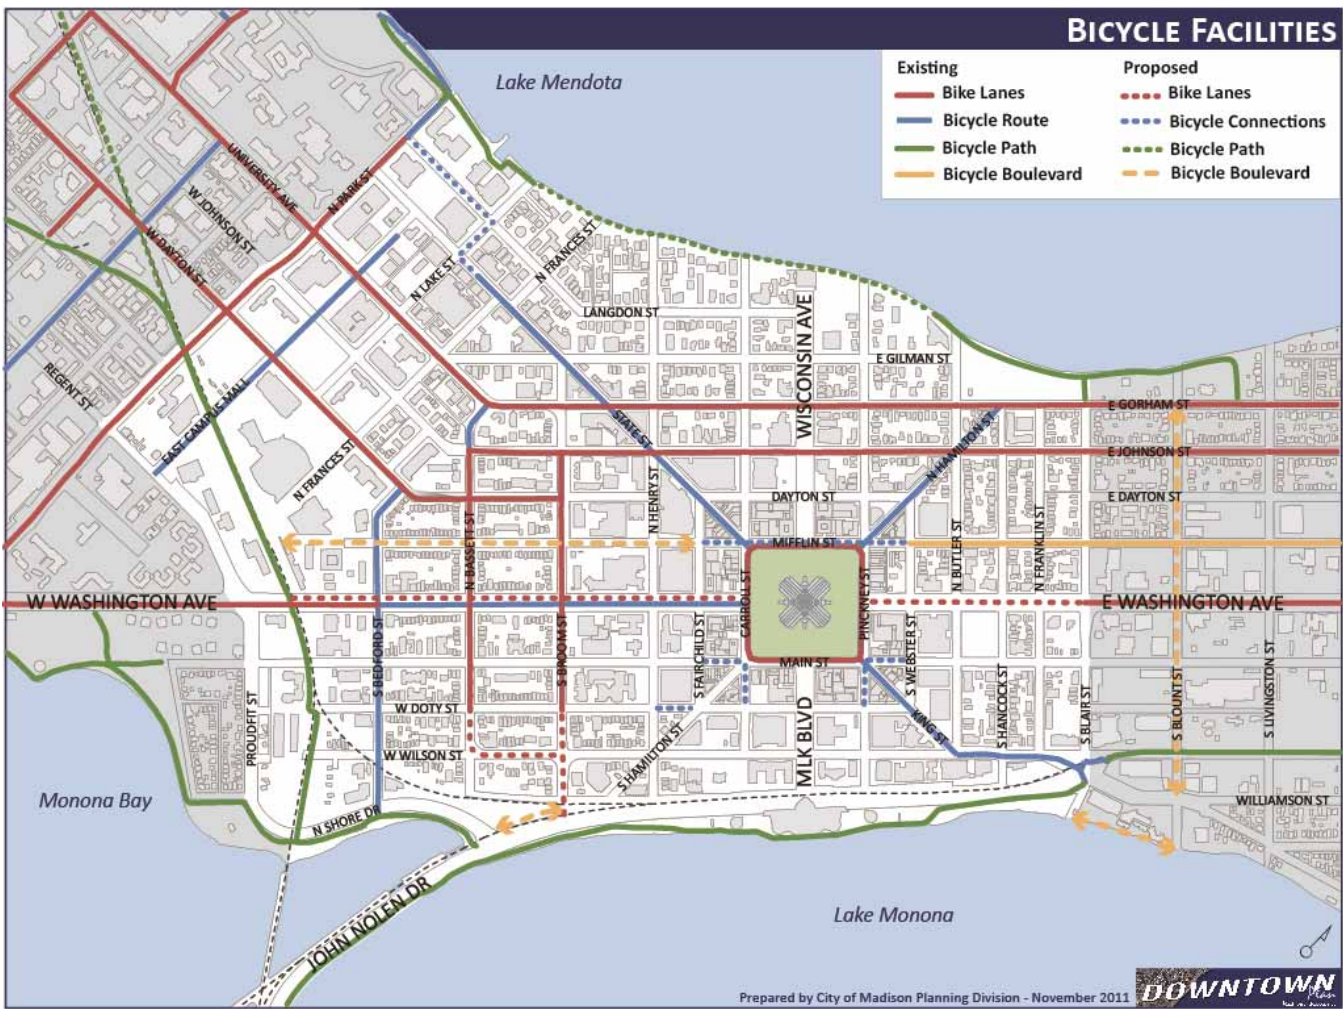 BICYCLE FACILITIES
Existing
Proposed
Bike Lanes
Bike Lanes
Bicycle Route
Bicycle Connections
Bicycle Path
Bicycle Path
Bicycle Boulevard
Bicycle Boulevard
Lake Mendota
UNIVERSITY AVE
N PARK ST
W JOHNSON ST
W DAYTON ST
N FRANCES ST
N LAKE ST
LANGDON ST
WISCONSIN AVE
E GILMAN ST
REGENT ST
EAST CAMPUS MALL
STATE ST
N HAMILTON ST
E GORHAM ST
E JOHNSON ST
N FRANCES ST
N HENRY ST
DAYTON ST
E DAYTON ST
N BASSETT ST
MIFFLIN ST
N BUTLER ST
N FRANKLIN ST
W WASHINGTON AVE
CARROLL ST
PINCKNEY ST
E WASHINGTON AVE
S BEDFORD ST
S BROOM ST
S FAIRCHILD ST
MAIN ST
S WEBSTER ST
PROUDFIT ST
W DOTY ST
MLK BLVD
KING ST
S HANCOCK ST
S BLAIR ST
S BLOUNT ST
S LIVINGSTON ST
W WILSON ST
S HAMILTON ST
Monona Bay
N SHORE DR
WILLIAMSON ST
JOHN NOLEN DR
Lake Monona
Prepared by City of Madison Planning Division - November 2011
DOWNTOWN
Plan